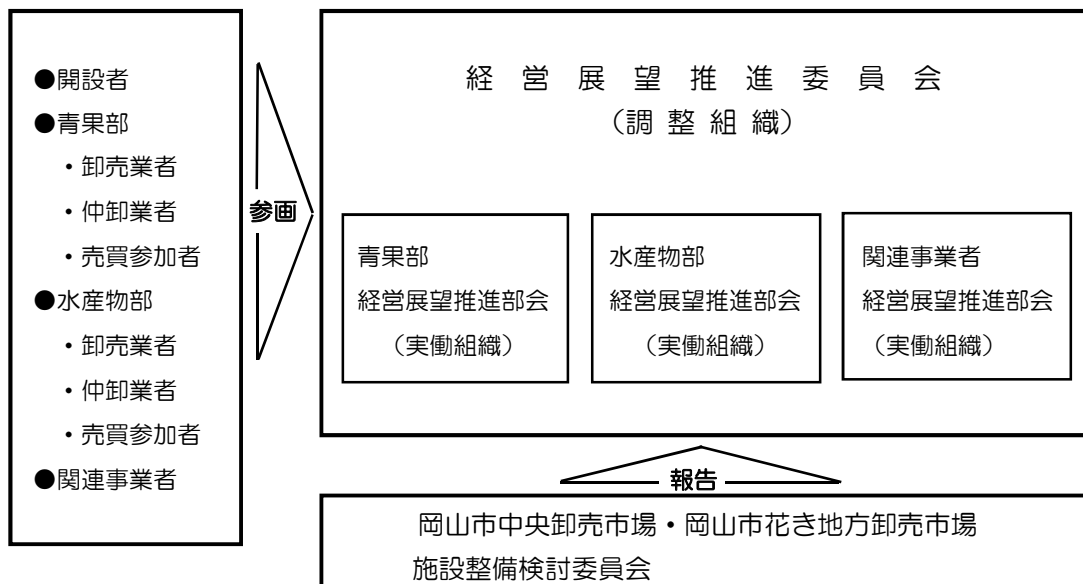 ●開設者
●青果部
・卸売業者
・仲卸業者
・売買参加者
●水産物部
・卸売業者
・仲卸業者
・売買参加者
●関連事業者
参画
経営展望推進委員会
（調整組織）
青果部
経営展望推進部会
（実働組織）
水産物部
経営展望推進部会
（実働組織）
関連事業者
経営展望推進部会
（実働組織）
報告
岡山市中央卸売市場・岡山市花き地方卸売市場
施設整備検討委員会